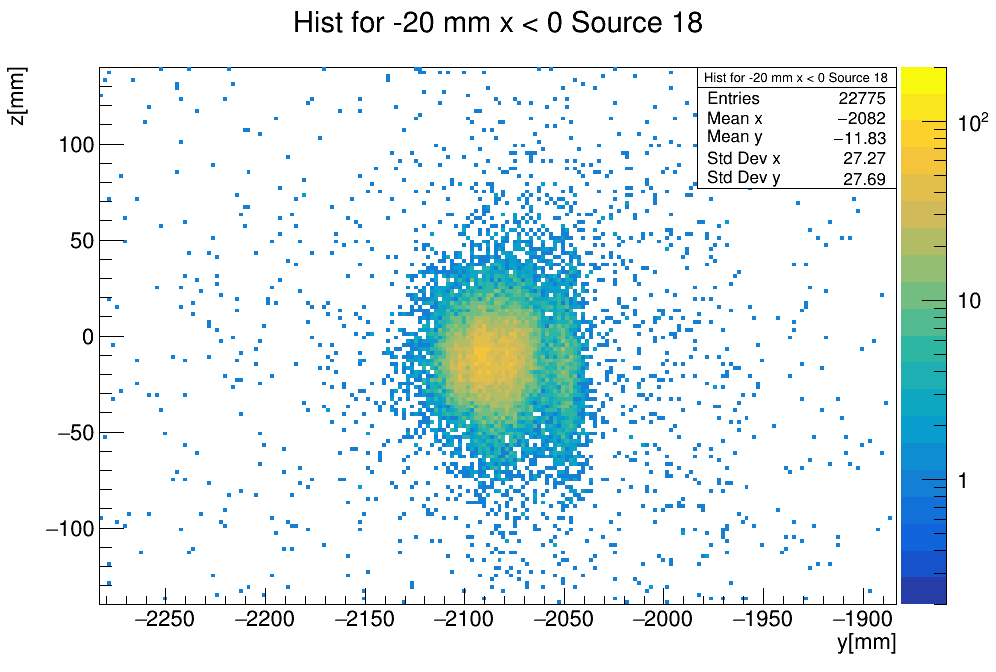 Hist for -20 mm x < 0 Source 18
z[mm]
Hist for -20 mm x < 0 Source 18
Entries 22775
Mean x −2082
Mean y −11.83
Std Dev x 27.27
Std Dev y 27.69
100
50
0
−50
−100
10²
10
1
−2250 −2200 −2150 −2100 −2050 −2000 −1950 −1900
y[mm]